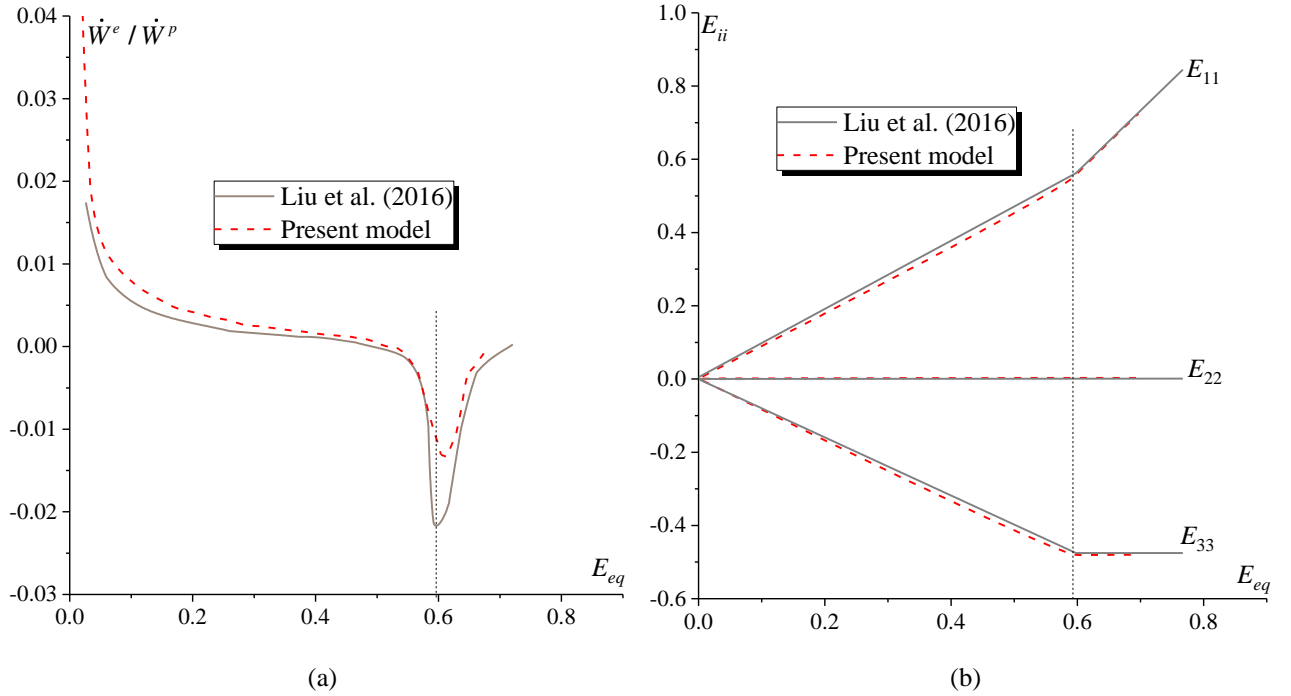 0.04
Ẇᵉ / Ẇᵖ
0.03
0.02
Liu et al. (2016)
Present model
0.01
0.00
-0.01
-0.02
E_eq
-0.03
0.0 0.2 0.4 0.6 0.8
(a)
1.0
E_ii
E_11
0.8
Liu et al. (2016)
Present model
0.6
0.4
0.2
0.0
E_22
-0.2
-0.4
E_33
E_eq
-0.6
0.0 0.2 0.4 0.6 0.8
(b)